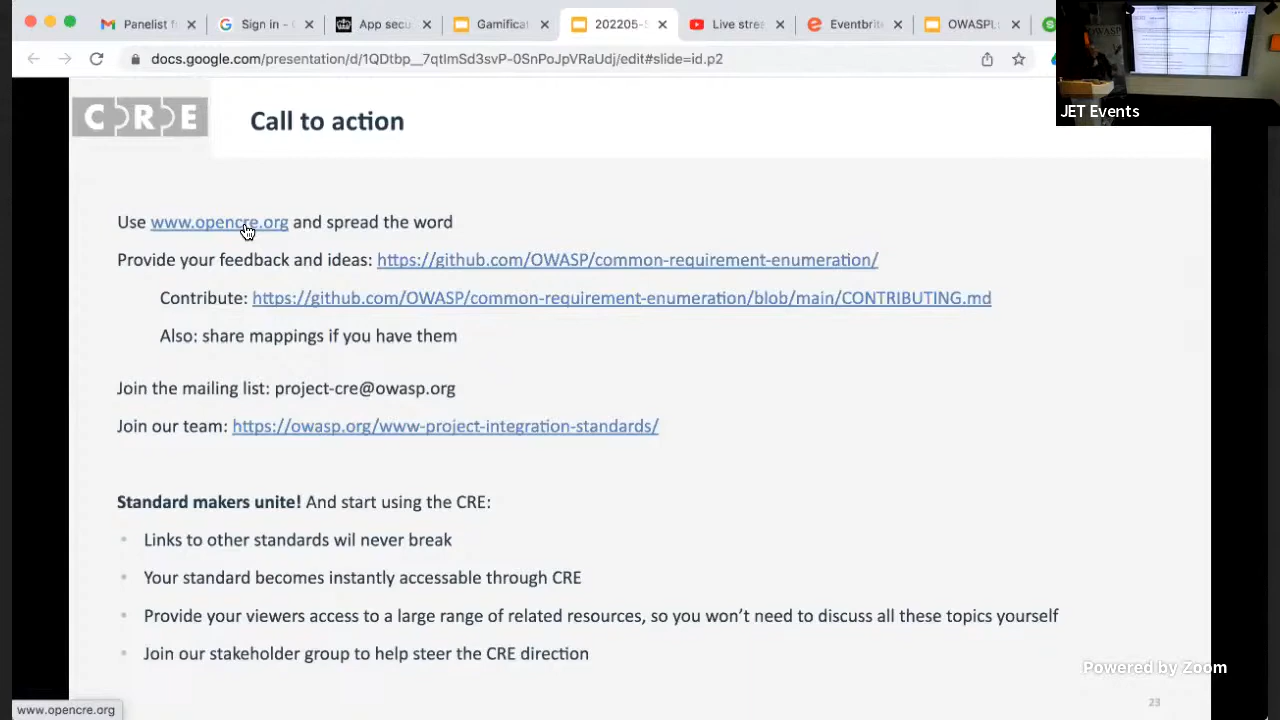 Panelist f
Sign in – G
App secu
Gamificat
202205-S
Live stre
Eventbrit
OWASPL
docs.google.com/presentation/d/1QDtbp__7q
svP-0SnPoJpVRaUdj/edit#slide=id.p2
OWASP
JET Events
CRE
Call to action
Use www.opencre.org and spread the word
Provide your feedback and ideas: https://github.com/OWASP/common-requirement-enumeration/
Contribute: https://github.com/OWASP/common-requirement-enumeration/blob/main/CONTRIBUTING.md
Also: share mappings if you have them
Join the mailing list: project-cre@owasp.org
Join our team: https://owasp.org/www-project-integration-standards/
Standard makers unite! And start using the CRE:
Links to other standards will never break
Your standard becomes instantly accessable through CRE
Provide your viewers access to a large range of related resources, so you won't need to discuss all these topics yourself
Join our stakeholder group to help steer the CRE direction
Powered by Zoom
23
www.opencre.org